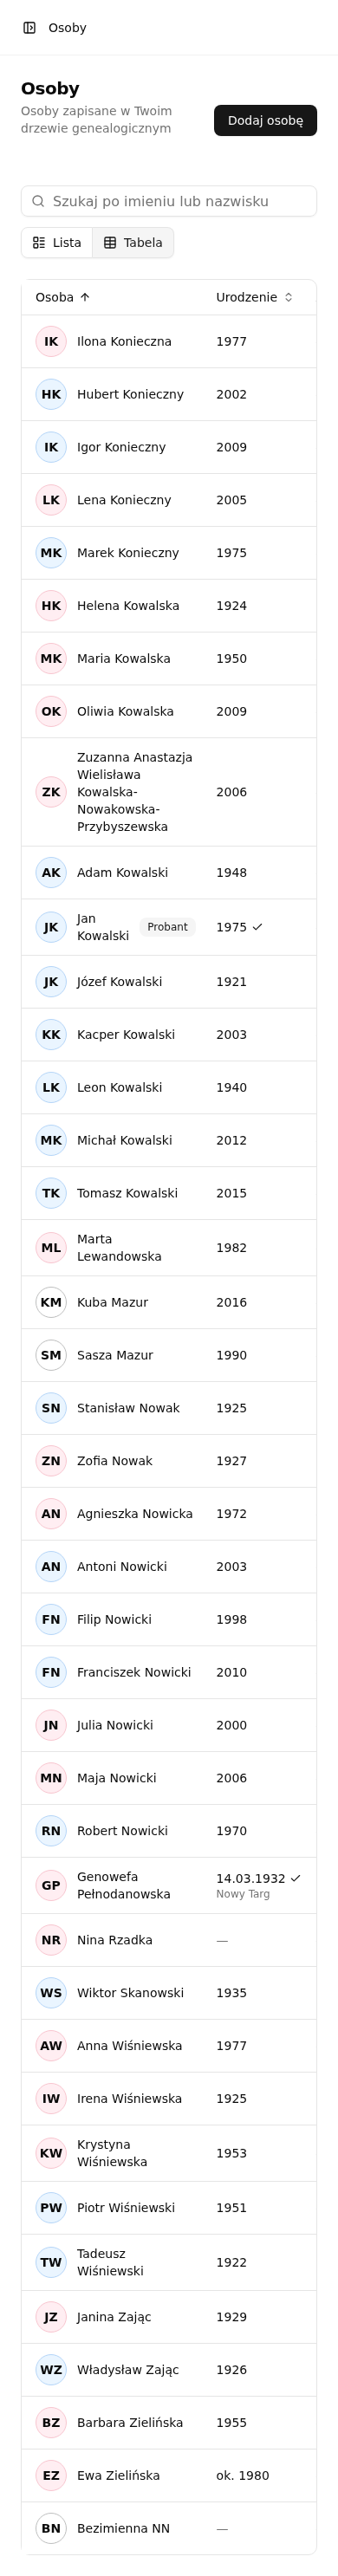 Osoby
Osoby
Osoby zapisane w Twoim
drzewie genealogicznym
Dodaj osobę
Szukaj po imieniu lub nazwisku
Lista Tabela
Osoba Urodzenie
IK Ilona Konieczna 1977
HK Hubert Konieczny 2002
IK Igor Konieczny 2009
LK Lena Konieczny 2005
MK Marek Konieczny 1975
HK Helena Kowalska 1924
MK Maria Kowalska 1950
OK Oliwia Kowalska 2009
Zuzanna Anastazja
Wielisława
ZK Kowalska- 2006
Nowakowska-
Przybyszewska
AK Adam Kowalski 1948
JK Jan
Kowalski Probant 1975 ✓
JK Józef Kowalski 1921
KK Kacper Kowalski 2003
LK Leon Kowalski 1940
MK Michał Kowalski 2012
TK Tomasz Kowalski 2015
ML Marta
Lewandowska 1982
KM Kuba Mazur 2016
SM Sasza Mazur 1990
SN Stanisław Nowak 1925
ZN Zofia Nowak 1927
AN Agnieszka Nowicka 1972
AN Antoni Nowicki 2003
FN Filip Nowicki 1998
FN Franciszek Nowicki 2010
JN Julia Nowicki 2000
MN Maja Nowicki 2006
RN Robert Nowicki 1970
GP Genowefa 14.03.1932 ✓
Pełnodanowska Nowy Targ
NR Nina Rzadka —
WS Wiktor Skanowski 1935
AW Anna Wiśniewska 1977
IW Irena Wiśniewska 1925
KW Krystyna
Wiśniewska 1953
PW Piotr Wiśniewski 1951
TW Tadeusz
Wiśniewski 1922
JZ Janina Zając 1929
WZ Władysław Zając 1926
BZ Barbara Zielińska 1955
EZ Ewa Zielińska ok. 1980
BN Bezimienna NN —